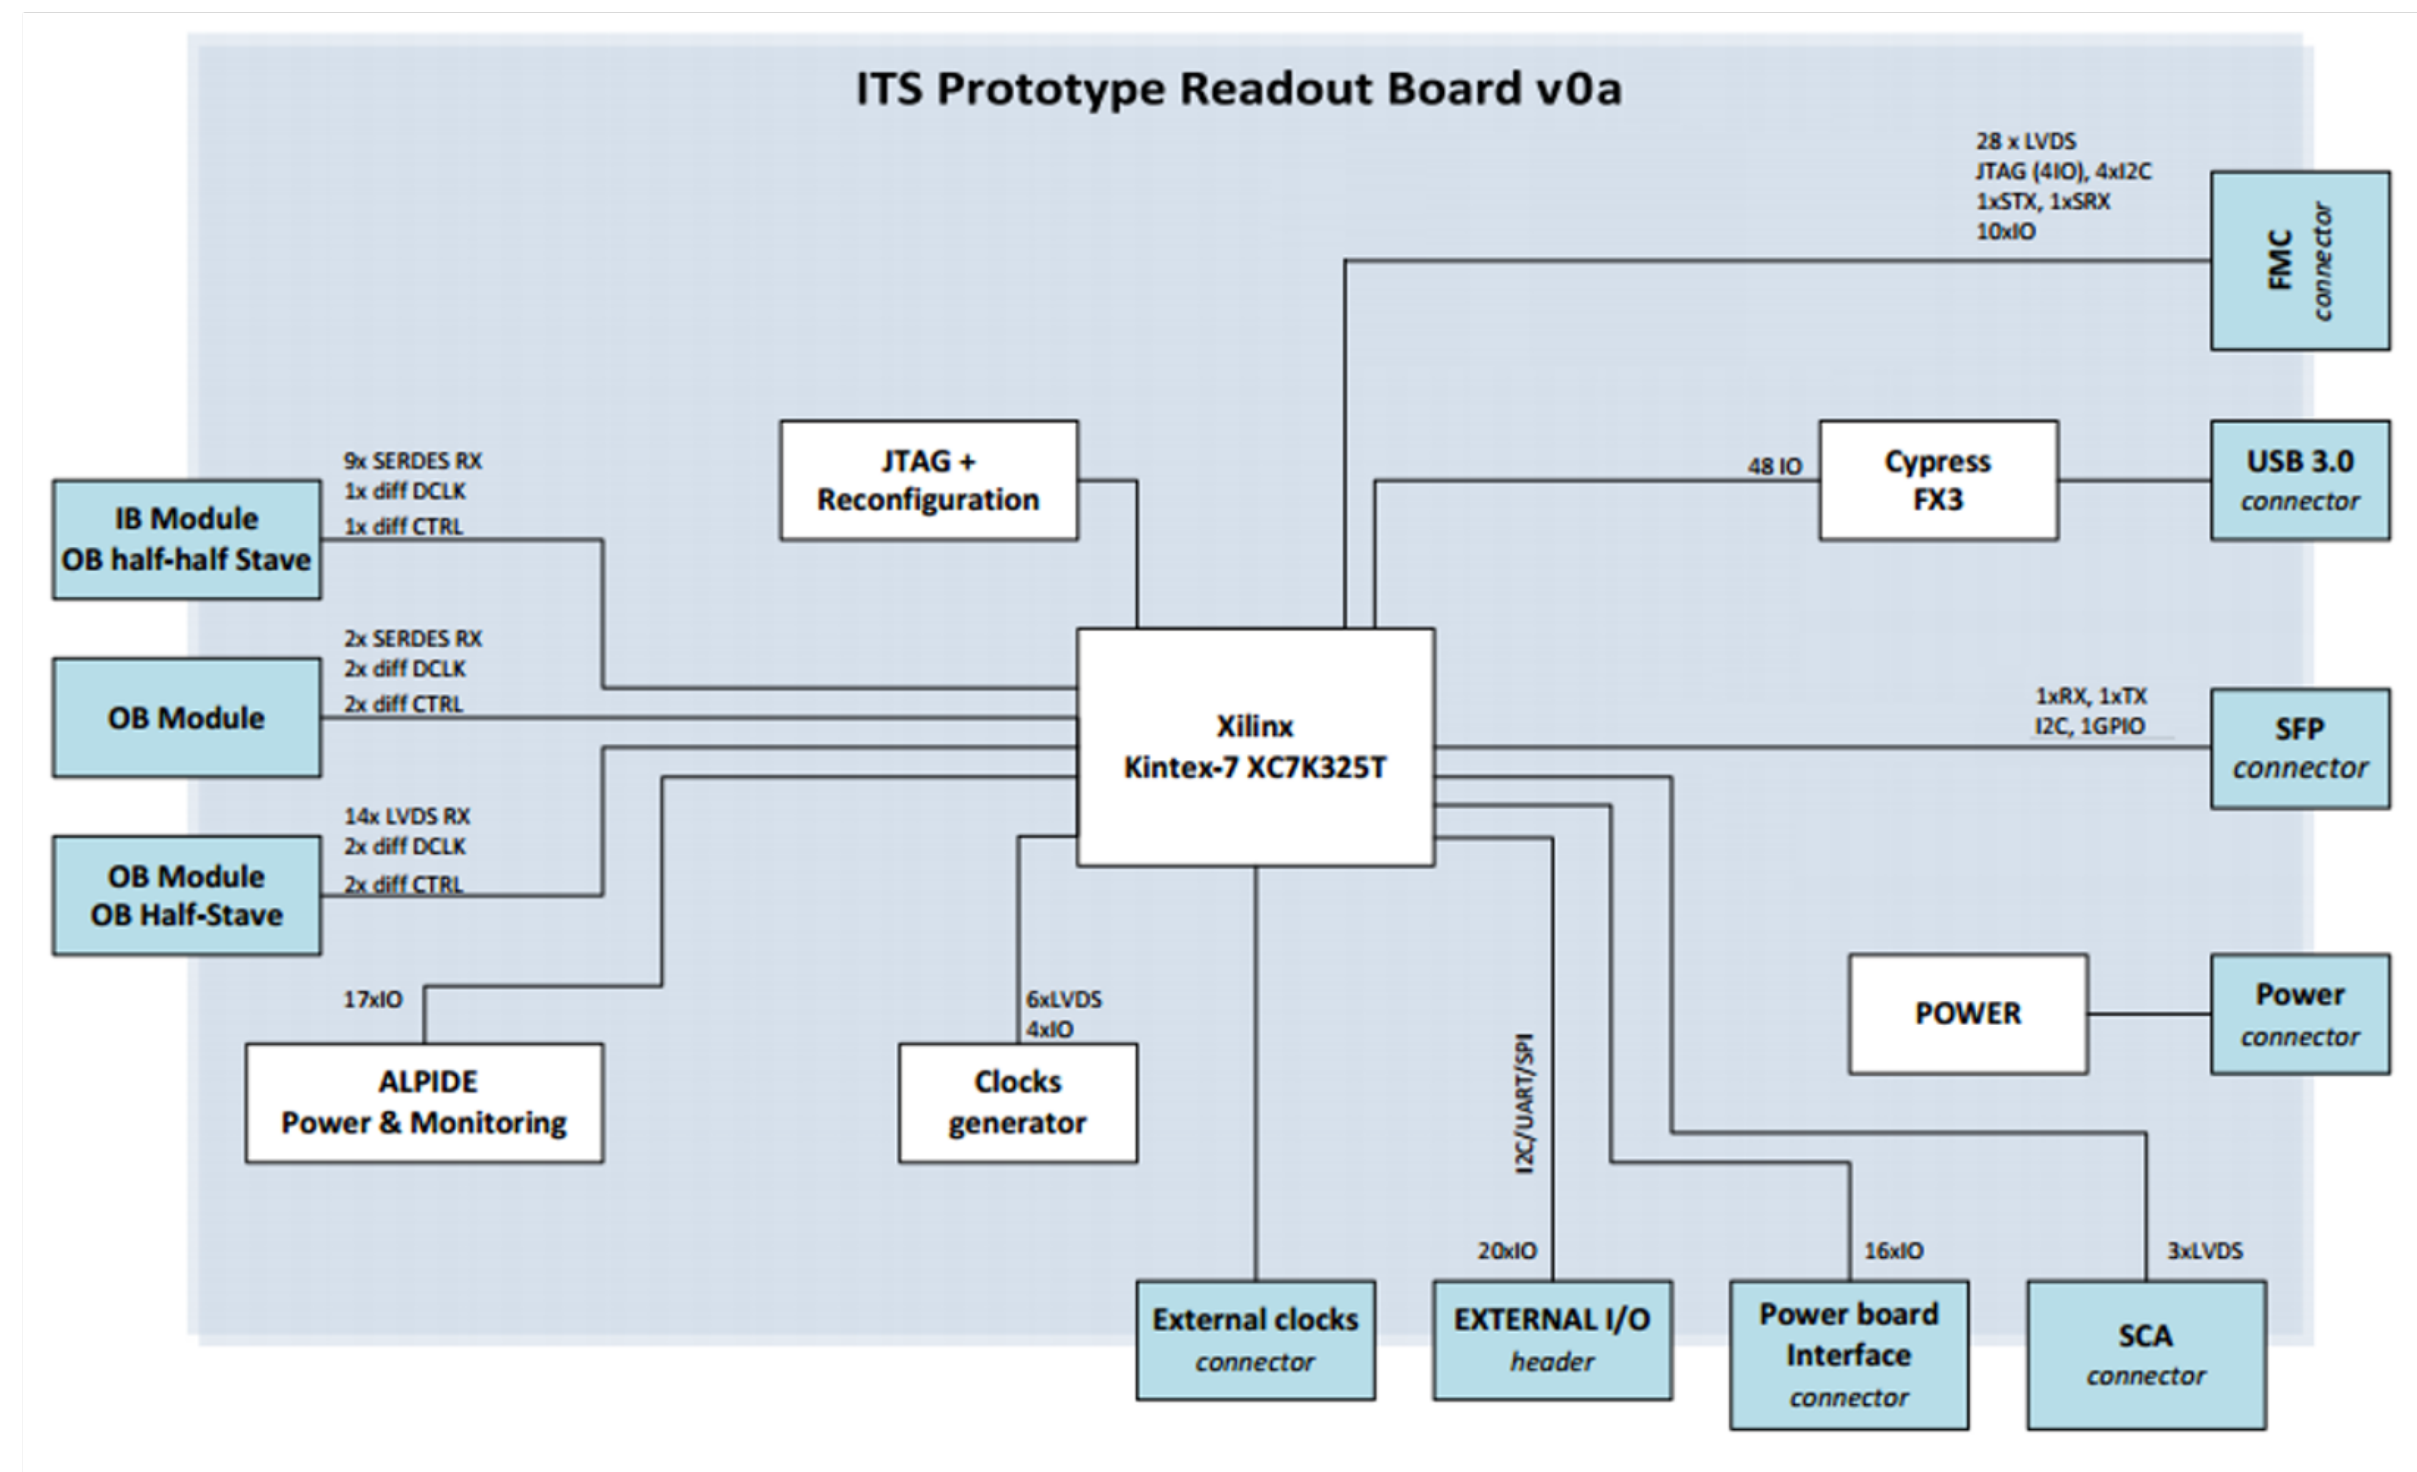 ITS Prototype Readout Board v0a
28 x LVDS
JTAG (4IO), 4xI2C
1xSTX, 1xSRX
10xIO
FMC
connector
JTAG +
Reconfiguration
48 IO
Cypress
FX3
USB 3.0
connector
9x SERDES RX
1x diff DCLK
1x diff CTRL
IB Module
OB half-half Stave
2x SERDES RX
2x diff DCLK
2x diff CTRL
OB Module
Xilinx
Kintex-7 XC7K325T
1xRX, 1xTX
I2C, 1GPIO
SFP
connector
14x LVDS RX
2x diff DCLK
2x diff CTRL
OB Module
OB Half-Stave
17xIO
ALPIDE
Power & Monitoring
6xLVDS
4xIO
Clocks
generator
POWER
Power
connector
I2C/UART/SPI
20xIO
16xIO
3xLVDS
External clocks
connector
EXTERNAL I/O
header
Power board
Interface
connector
SCA
connector